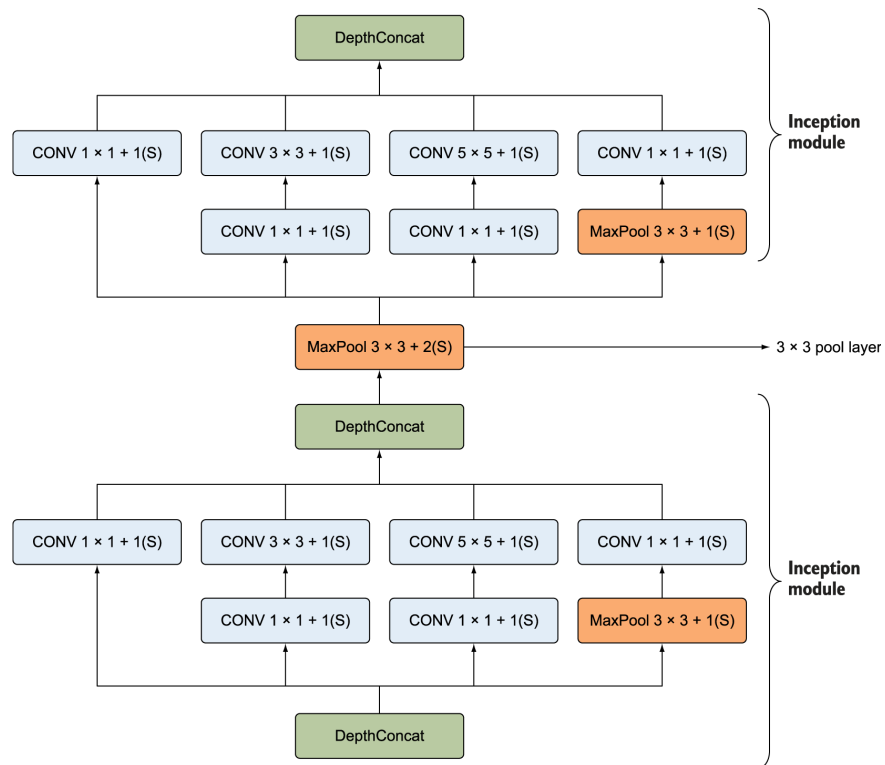 DepthConcat
CONV 1 × 1 + 1(S)
CONV 3 × 3 + 1(S)
CONV 5 × 5 + 1(S)
CONV 1 × 1 + 1(S)
Inception
module
CONV 1 × 1 + 1(S)
CONV 1 × 1 + 1(S)
MaxPool 3 × 3 + 1(S)
MaxPool 3 × 3 + 2(S)
3 × 3 pool layer
DepthConcat
CONV 1 × 1 + 1(S)
CONV 3 × 3 + 1(S)
CONV 5 × 5 + 1(S)
CONV 1 × 1 + 1(S)
Inception
module
CONV 1 × 1 + 1(S)
CONV 1 × 1 + 1(S)
MaxPool 3 × 3 + 1(S)
DepthConcat